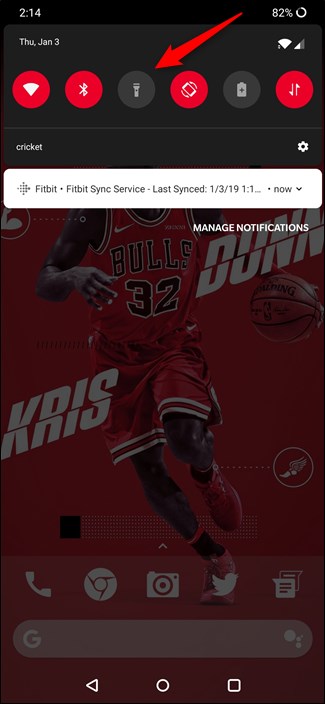 2:14
82%
Thu, Jan 3
cricket
Fitbit • Fitbit Sync Service - Last Synced: 1/3/19 1:1… • now
MANAGE NOTIFICATIONS
DUNN
BULLS
32
SPALDING
KRIS
G